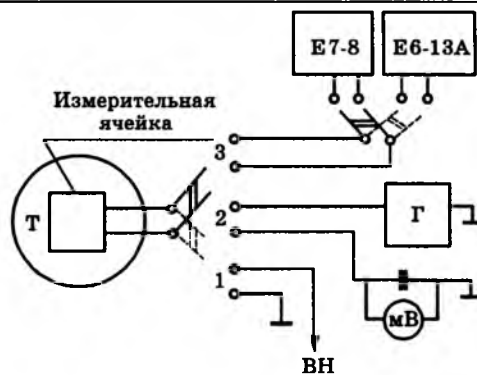 Е7-8
Е6-13А
Измерительная
ячейка
3
Т
2
Г
1
мВ
ВН